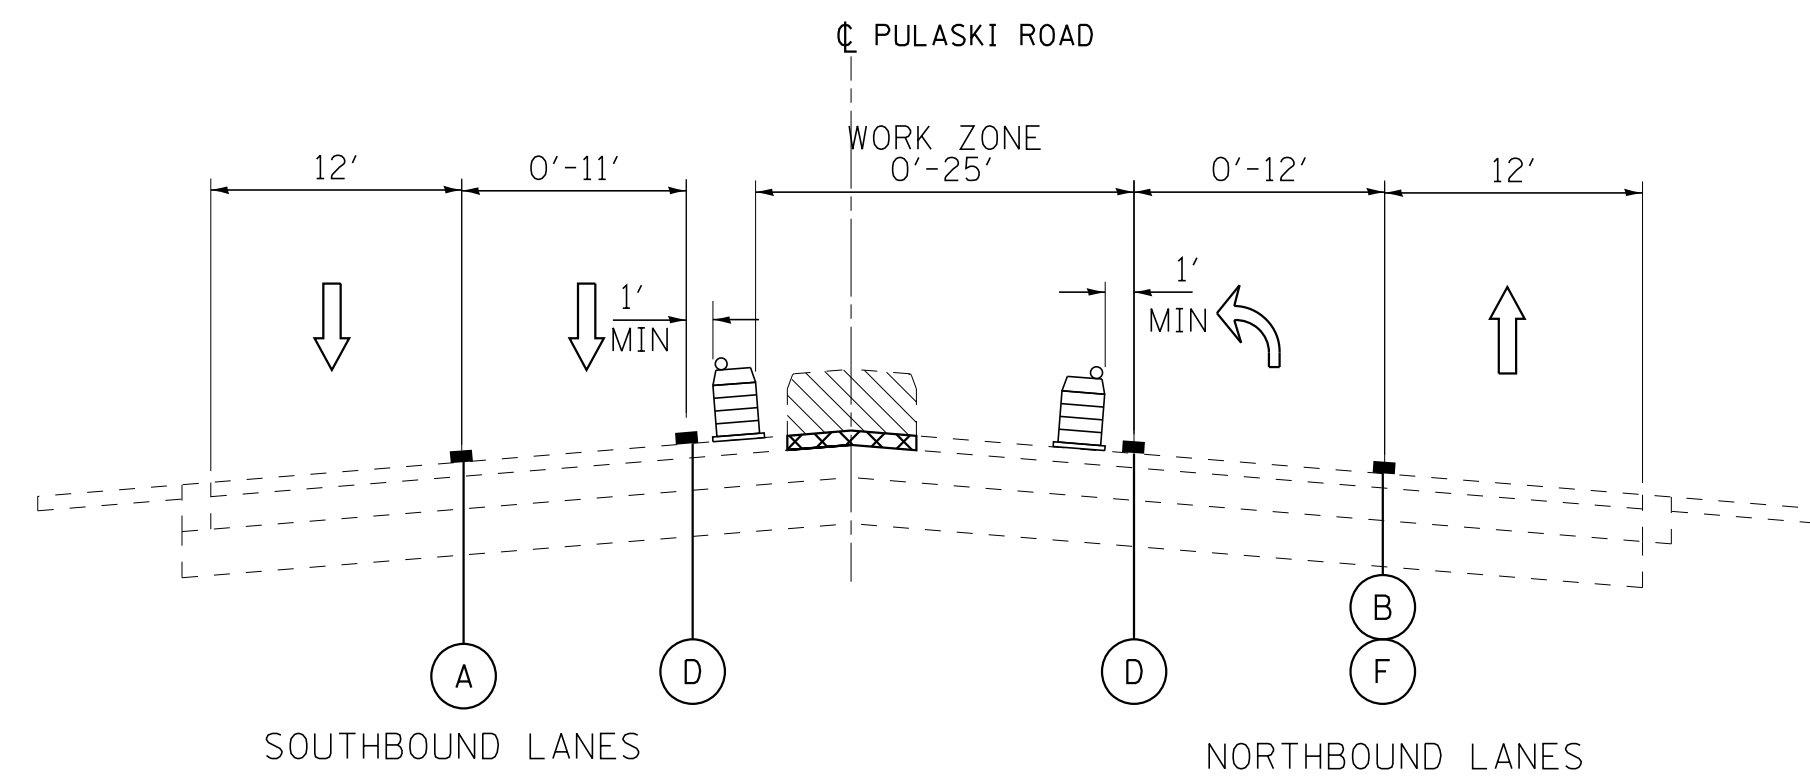 ℄ PULASKI ROAD
WORK ZONE
12' 0'-11' 0'-25' 0'-12' 12'
1' MIN
1' MIN
A D D B F
SOUTHBOUND LANES
NORTHBOUND LANES